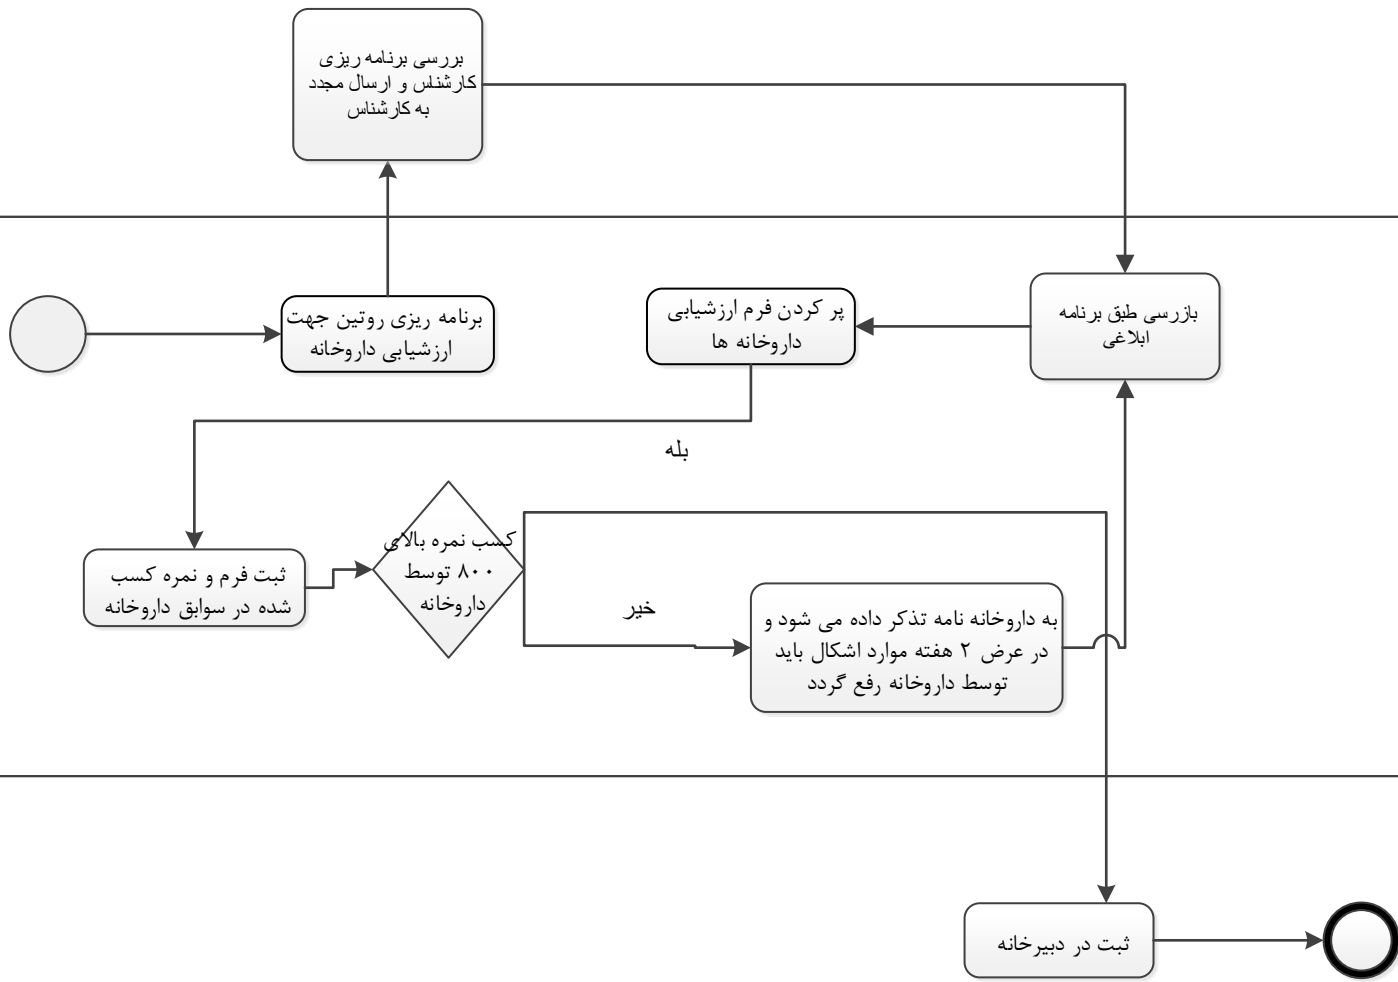 بررسی برنامه ریزی
کارشناس و ارسال مجدد
به کارشناس
برنامه ریزی روتین جهت
ارزشیابی داروخانه
پر کردن فرم ارزشیابی
داروخانه ها
بازرسی طبق برنامه
ابلاغی
بله
ثبت فرم و نمره کسب
شده در سوابق داروخانه
کسب نمره بالای
۸۰۰ توسط
داروخانه
خیر
به داروخانه نامه تذکر داده می شود و
در عرض ۲ هفته موارد اشکال باید
توسط داروخانه رفع گردد
ثبت در دبیرخانه